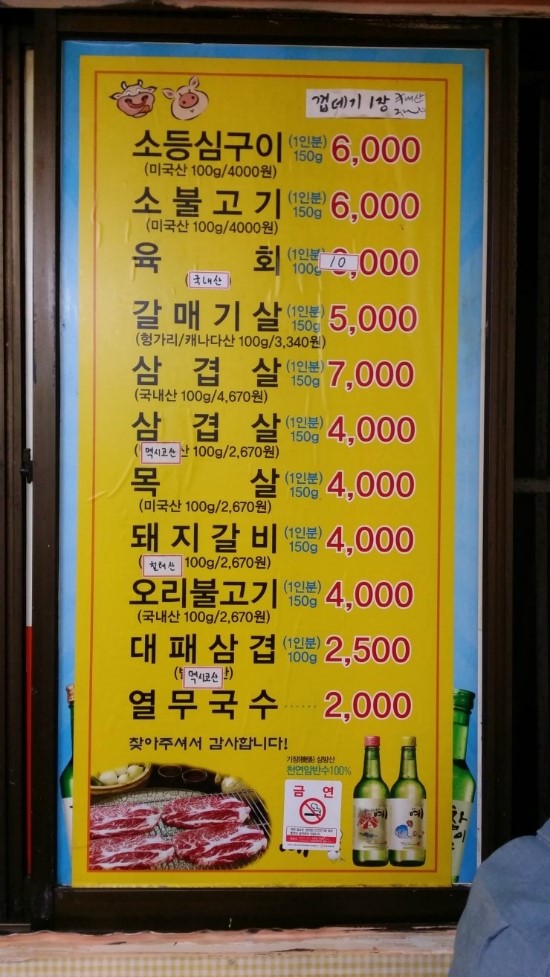 껍데기 1장 국내산
소등심구이 (1인분) 150g 6,000
(미국산 100g/4000원)
소불고기 (1인분) 150g 6,000
(미국산 100g/4000원)
육 회 (1인분) 100g 10,000
국내산
갈매기살 (1인분) 150g 5,000
(헝가리/캐나다산 100g/3,340원)
삼겹살 (1인분) 150g 7,000
(국내산 100g/4,670원)
삼겹살 (1인분) 150g 4,000
(멕시코산 100g/2,670원)
목 살 (1인분) 150g 4,000
(미국산 100g/2,670원)
돼지갈비 (1인분) 150g 4,000
100g/2,670원)
오리불고기 (1인분) 150g 4,000
(국내산 100g/2,670원)
대패삼겹 (1인분) 100g 2,500
멕시코산
열무국수 ...... 2,000
찾아주셔서 감사합니다!
천연암반수100%
금연
예
예